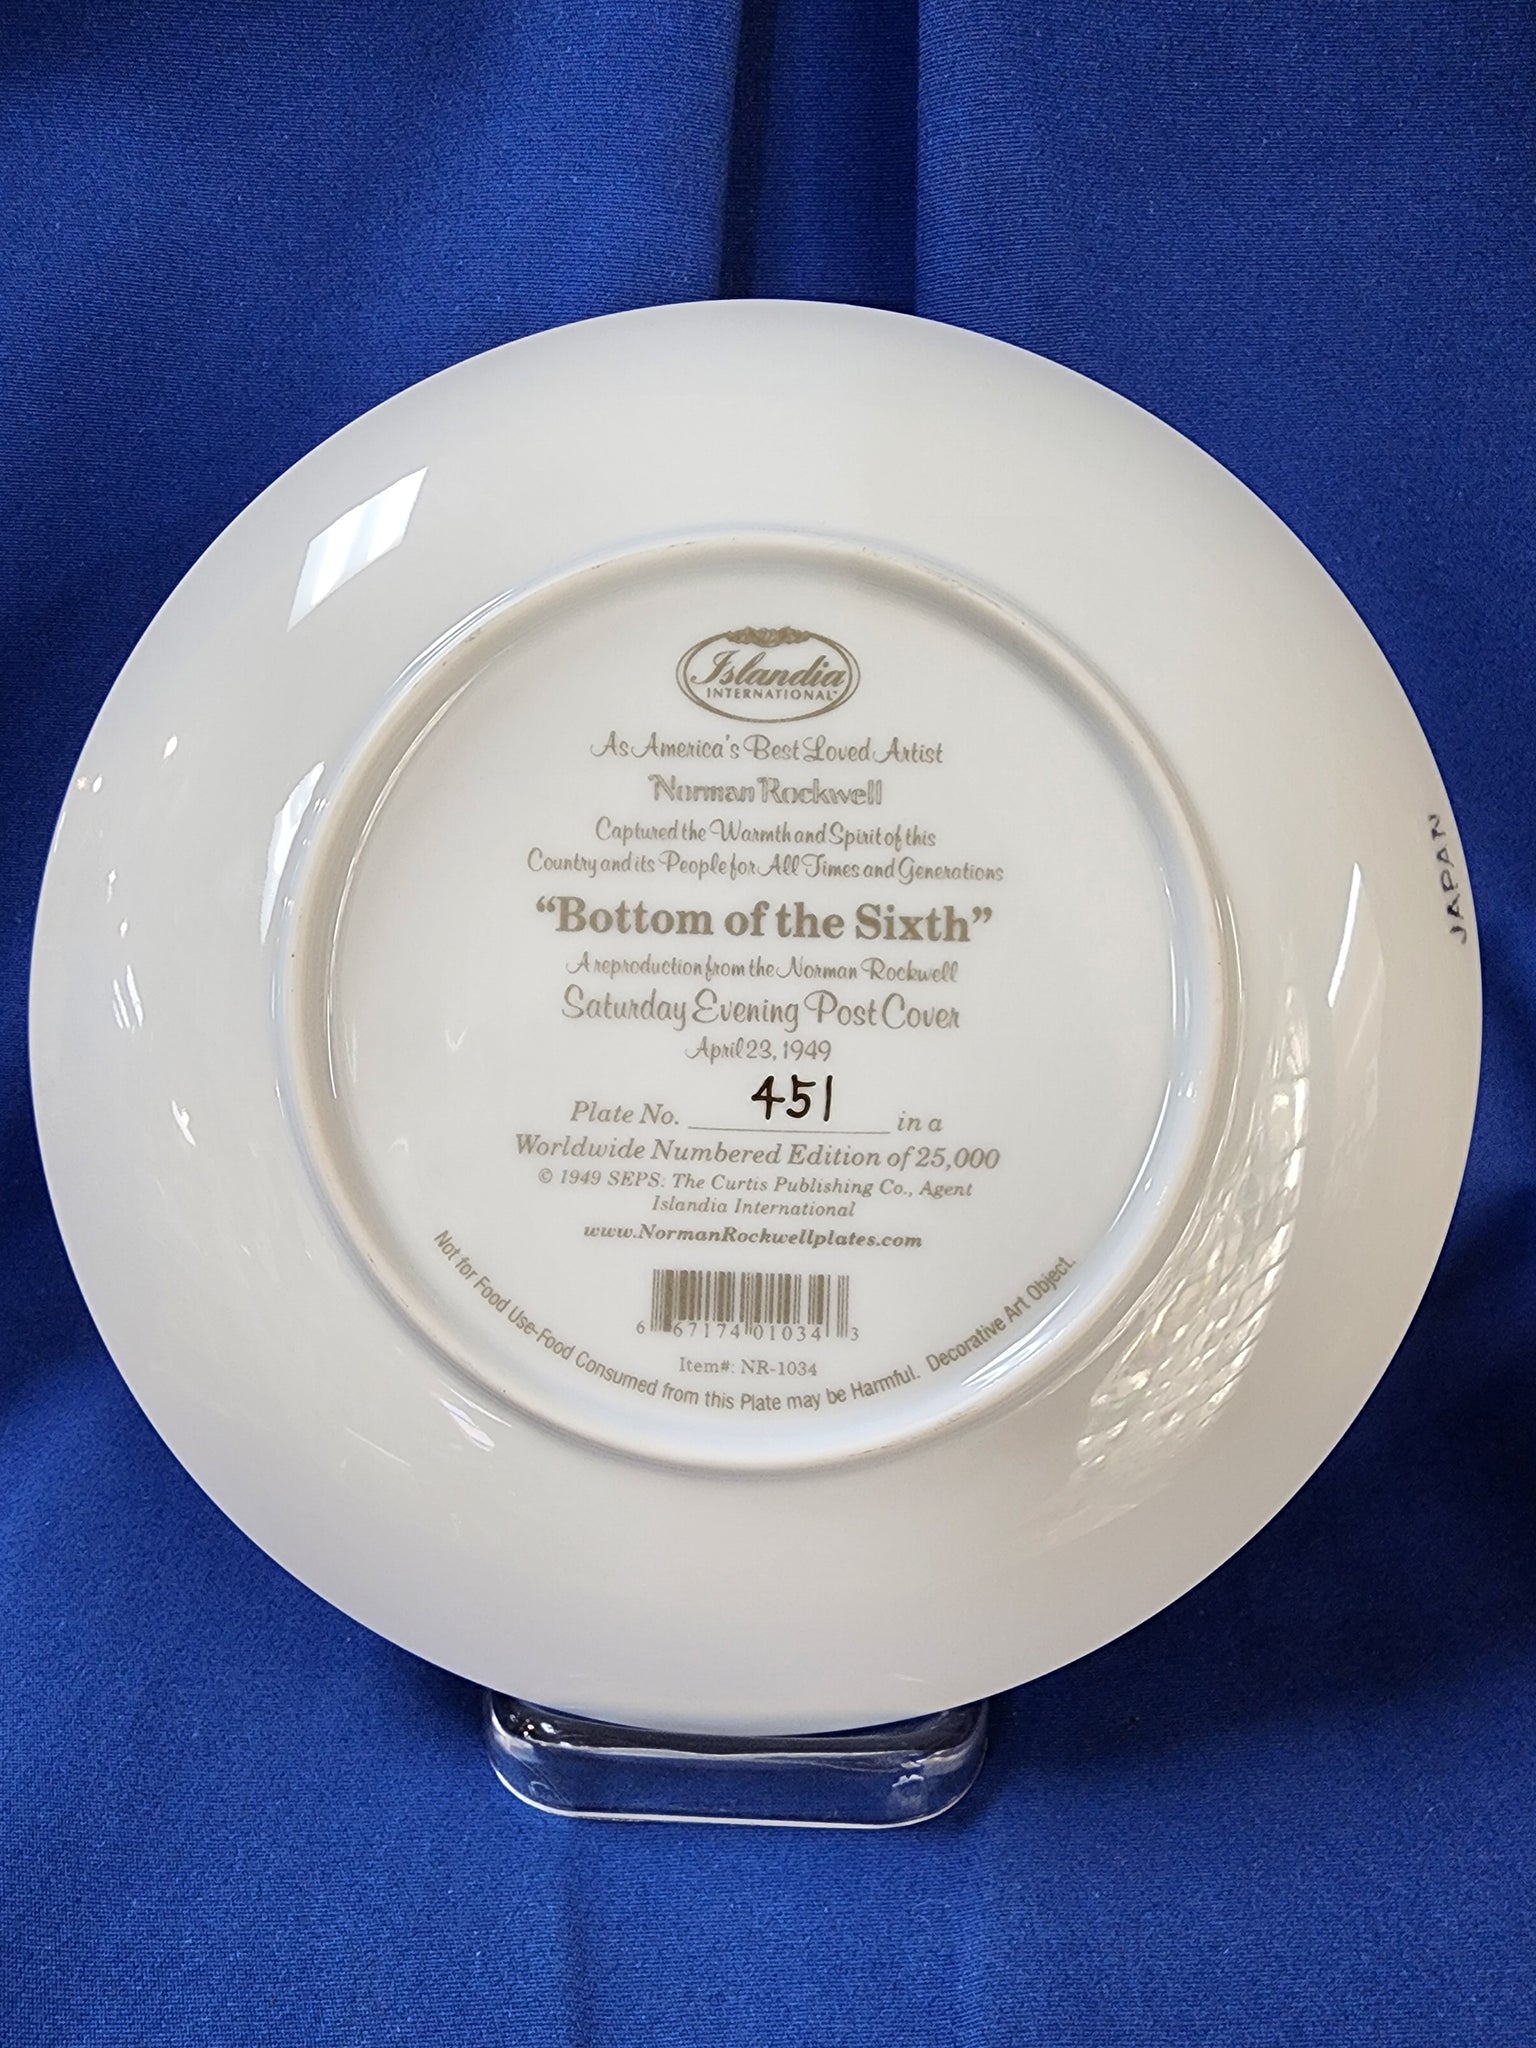 Islandia
INTERNATIONAL™
As America's Best Loved Artist
Norman Rockwell
Captured the Warmth and Spirit of this
Country and its People for All Times and Generations
“Bottom of the Sixth”
A reproduction from the Norman Rockwell
Saturday Evening Post Cover
April 23, 1949
Plate No. 451 in a
Worldwide Numbered Edition of 25,000
© 1949 SEPS: The Curtis Publishing Co., Agent
Islandia International
www.NormanRockwellplates.com
6 67174 01034 3
Item#: NR-1034
Not for Food Use-Food Consumed from this Plate may be Harmful. Decorative Art Object.
JAPAN